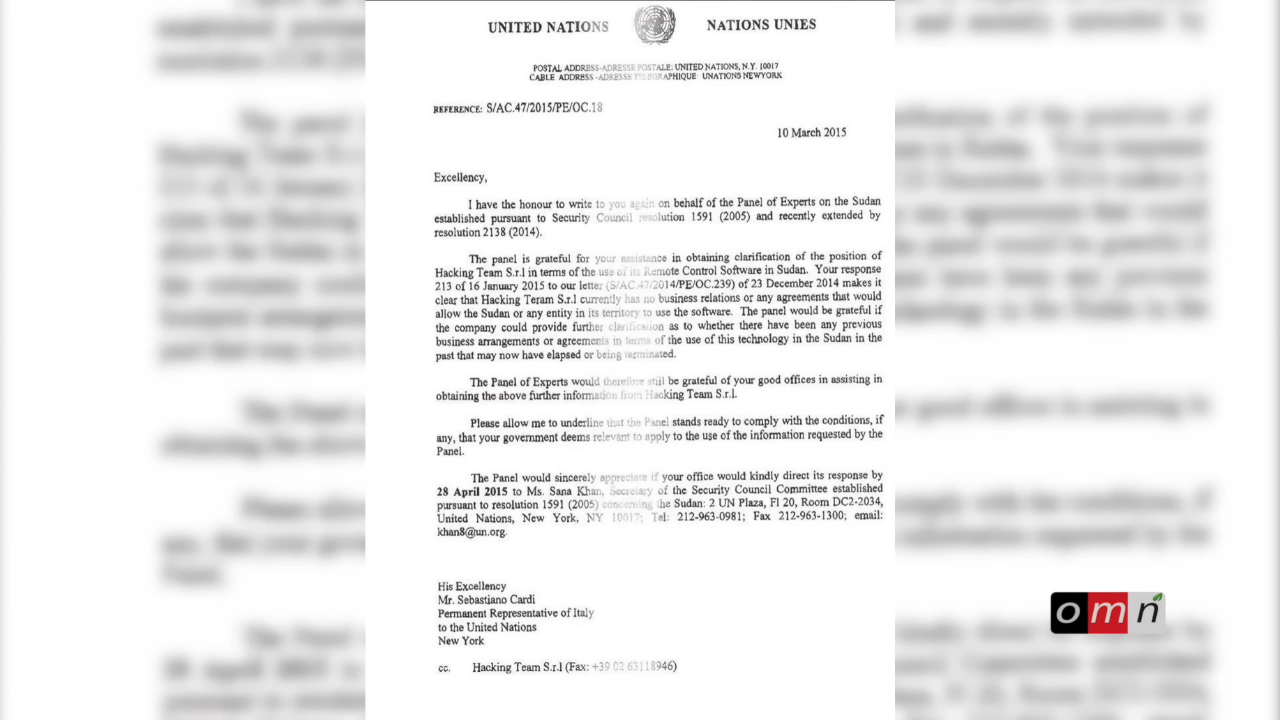 UNITED NATIONS NATIONS UNIES
POSTAL ADDRESS-ADRESSE POSTALE: UNITED NATIONS, N.Y. 10017
CABLE ADDRESS -ADRESSE TELEGRAPHIQUE UNATIONS NEWYORK
REFERENCE: S/AC.47/2015/PE/OC.18
10 March 2015
Excellency,
I have the honour to write to you again on behalf of the Panel of Experts on the Sudan
established pursuant to Security Council resolution 1591 (2005) and recently extended by
resolution 2138 (2014).
The panel is grateful for your assistance in obtaining clarification of the position of
Hacking Team S.r.l in terms of the use of its Remote Control Software in Sudan. Your response
213 of 16 January 2015 to our letter (S/AC.47/2014/PE/OC.239) of 23 December 2014 makes it
clear that Hacking Teram S.r.l currently has no business relations or any agreements that would
allow the Sudan or any entity in its territory to use the software. The panel would be grateful if
the company could provide further clarification as to whether there have been any previous
business arrangements or agreements in terms of the use of this technology in the Sudan in the
past that may now have elapsed or being terminated.
The Panel of Experts would therefore still be grateful of your good offices in assisting in
obtaining the above further information from Hacking Team S.r.l.
Please allow me to underline that the Panel stands ready to comply with the conditions, if
any, that your government deems relevant to apply to the use of the information requested by the
Panel.
The Panel would sincerely appreciate if your office would kindly direct its response by
28 April 2015 to Ms. Sana Khan, Secretary of the Security Council Committee established
pursuant to resolution 1591 (2005) concerning the Sudan: 2 UN Plaza, Fl 20, Room DC2-2034,
United Nations, New York, NY 10017; Tel: 212-963-0981; Fax 212-963-1300; email:
khan8@un.org.
His Excellency
Mr. Sebastiano Cardi
Permanent Representative of Italy
to the United Nations
New York
cc. Hacking Team S.r.l (Fax: +39 02 63118946)
omn